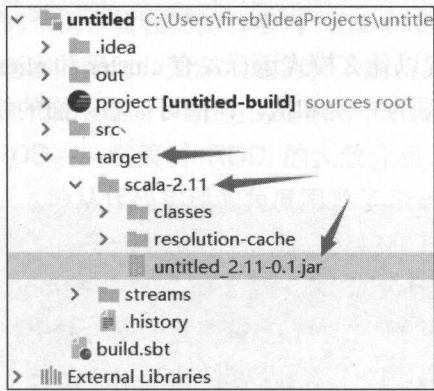 untitled C:\Users\fireb\IdeaProjects\untitle
.idea
out
project [untitled-build] sources root
src
target
scala-2.11
classes
resolution-cache
untitled_2.11-0.1.jar
streams
.history
build.sbt
External Libraries